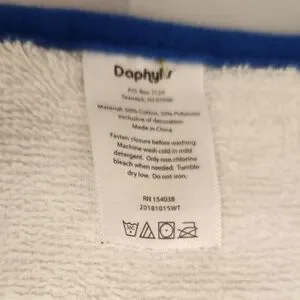 Daphyl's
P.O. Box 3134
Teaneck, NJ 07666
Material: 50% Cotton, 50% Polyester
exclusive of decoration
Made in China
Fasten closure before washing.
Machine wash cold in mild
detergent. Only non chlorine
bleach when needed. Tumble
dry low. Do not iron.
RN 154038
20181015WT